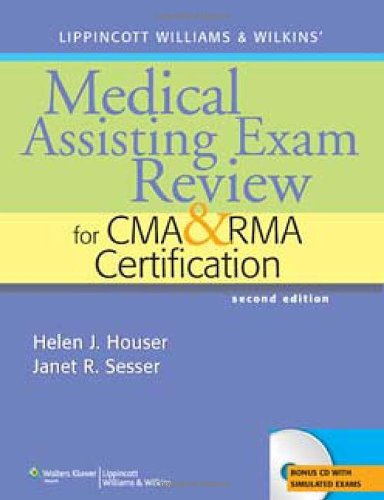 LIPPINCOTT WILLIAMS & WILKINS'
Medical
Assisting Exam
Review
for CMA & RMA
Certification
second edition
Helen J. Houser
Janet R. Sesser
Wolters Kluwer
Health
Lippincott
Williams & Wilkins
BONUS CD WITH
SIMULATED EXAMS